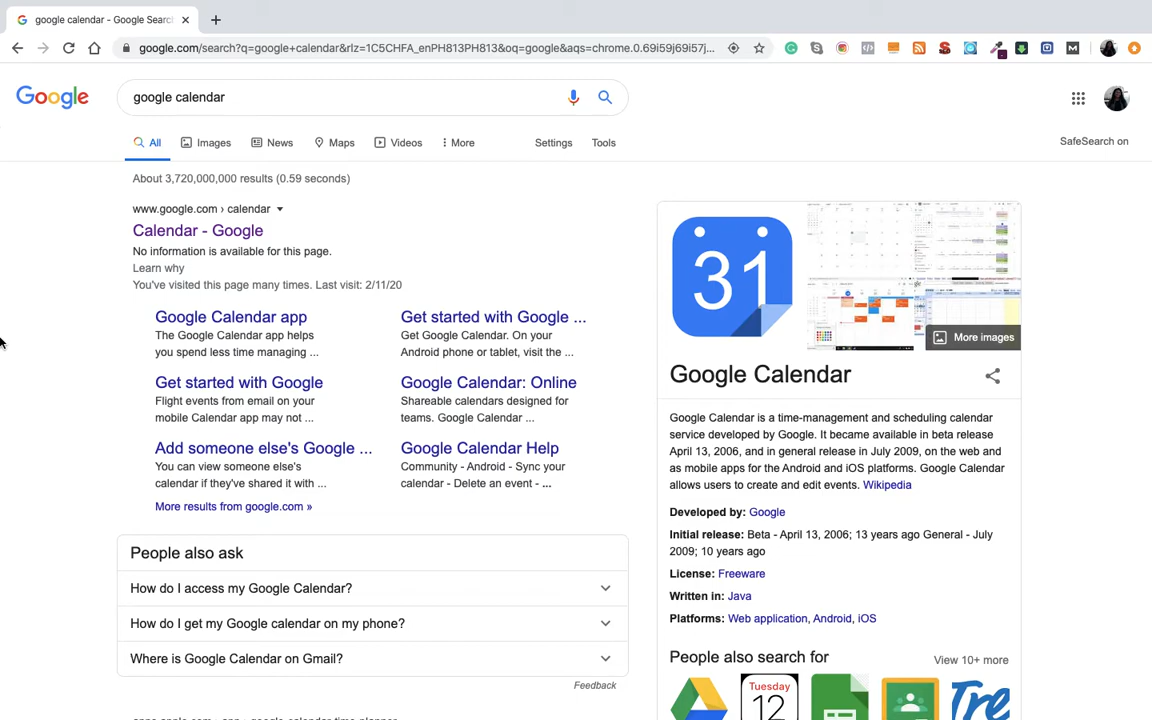 google calendar - Google Searc
google.com/search?q=google+calendar&rlz=1C5CHFA_enPH813PH813&oq=google&aqs=chrome.0.69i59j69i57j...
Google
google calendar
All
Images
News
Maps
Videos
More
Settings
Tools
SafeSearch on
About 3,720,000,000 results (0.59 seconds)
www.google.com › calendar
Calendar - Google
No information is available for this page.
Learn why
You've visited this page many times. Last visit: 2/11/20
Google Calendar app
The Google Calendar app helps
you spend less time managing ...
Get started with Google ...
Get Google Calendar. On your
Android phone or tablet, visit the ...
Get started with Google
Flight events from email on your
mobile Calendar app may not ...
Google Calendar: Online
Shareable calendars designed for
teams. Google Calendar ...
Add someone else's Google ...
You can view someone else's
calendar if they've shared it with ...
Google Calendar Help
Community - Android - Sync your
calendar - Delete an event - ...
More results from google.com »
People also ask
How do I access my Google Calendar?
How do I get my Google calendar on my phone?
Where is Google Calendar on Gmail?
Feedback
31
More images
Google Calendar
Google Calendar is a time-management and scheduling calendar
service developed by Google. It became available in beta release
April 13, 2006, and in general release in July 2009, on the web and
as mobile apps for the Android and iOS platforms. Google Calendar
allows users to create and edit events. Wikipedia
Developed by: Google
Initial release: Beta - April 13, 2006; 13 years ago General - July
2009; 10 years ago
License: Freeware
Written in: Java
Platforms: Web application, Android, iOS
People also search for
View 10+ more
Tuesday
12
Tre